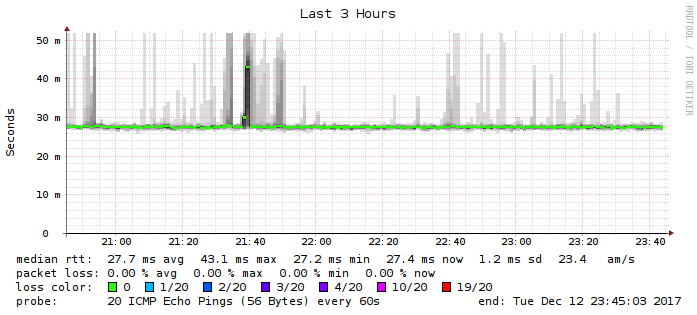 Last 3 Hours
RRDTOOL / TOBI OETIKER
Seconds
50 m
40 m
30 m
20 m
10 m
0
21:00 21:20 21:40 22:00 22:20 22:40 23:00 23:20 23:40
median rtt: 27.7 ms avg 43.1 ms max 27.2 ms min 27.4 ms now 1.2 ms sd 23.4 am/s
packet loss: 0.00 % avg 0.00 % max 0.00 % min 0.00 % now
loss color: 0 1/20 2/20 3/20 4/20 10/20 19/20
probe: 20 ICMP Echo Pings (56 Bytes) every 60s end: Tue Dec 12 23:45:03 2017